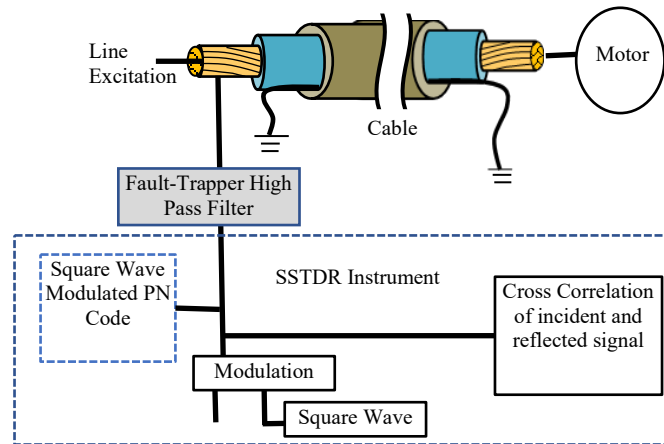 Line
Excitation
Motor
Cable
Fault-Trapper High
Pass Filter
Square Wave
Modulated PN
Code
SSTDR Instrument
Cross Correlation
of incident and
reflected signal
Modulation
Square Wave